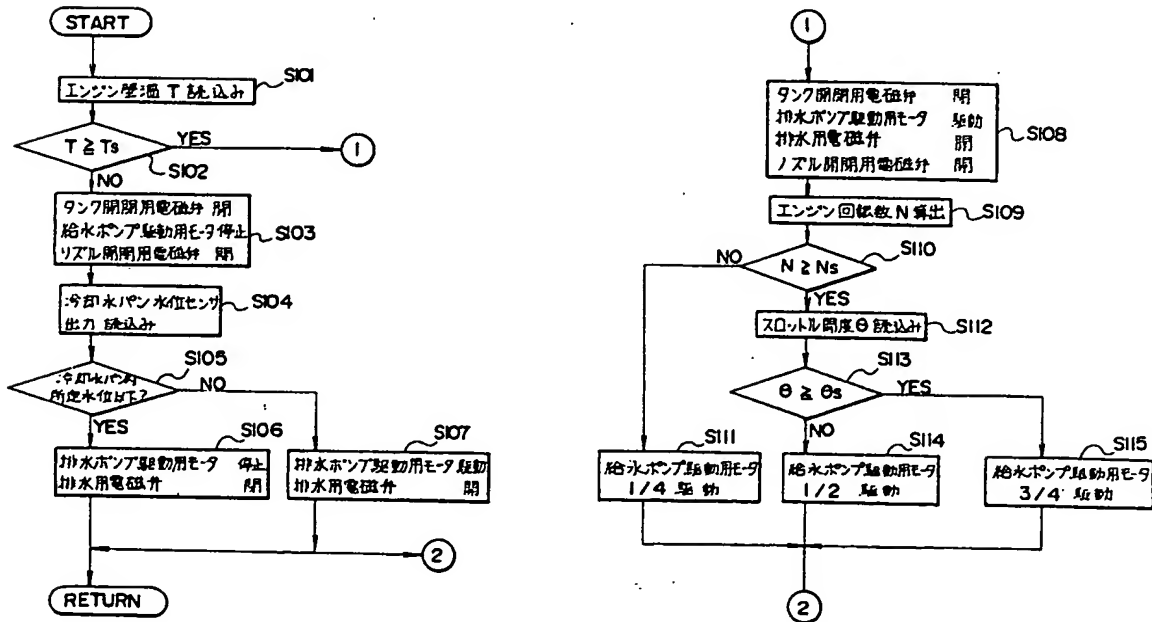 START
S101
エンジン壁温 T 読込み
T ≧ Ts
YES
1
S102
NO
タンク開閉用電磁弁
給水ポンプ駆動用モータ 停止
S103
ノズル開閉用電磁弁
冷却水パン水位センサ
S104
出力 読込み
S105
冷却水パン内
所定水位以下?
NO
YES
S106
S107
排水ポンプ駆動用モータ 停止
排水用電磁弁
排水ポンプ駆動用モータ 駆動
排水用電磁弁 開
2
RETURN
1
タンク開閉用電磁弁 開
排水ポンプ駆動用モータ 駆動
排水用電磁弁 開
ノズル開閉用電磁弁 開
S108
エンジン回転数 N 算出
S109
S110
NO
N ≧ Ns
YES
スロットル開度 θ 読込み
S112
S113
θ ≧ θs
YES
NO
S111
S114
S115
給水ポンプ駆動用モータ
1/4 駆動
給水ポンプ駆動用モータ
1/2 駆動
給水ポンプ駆動用モータ
3/4 駆動
2